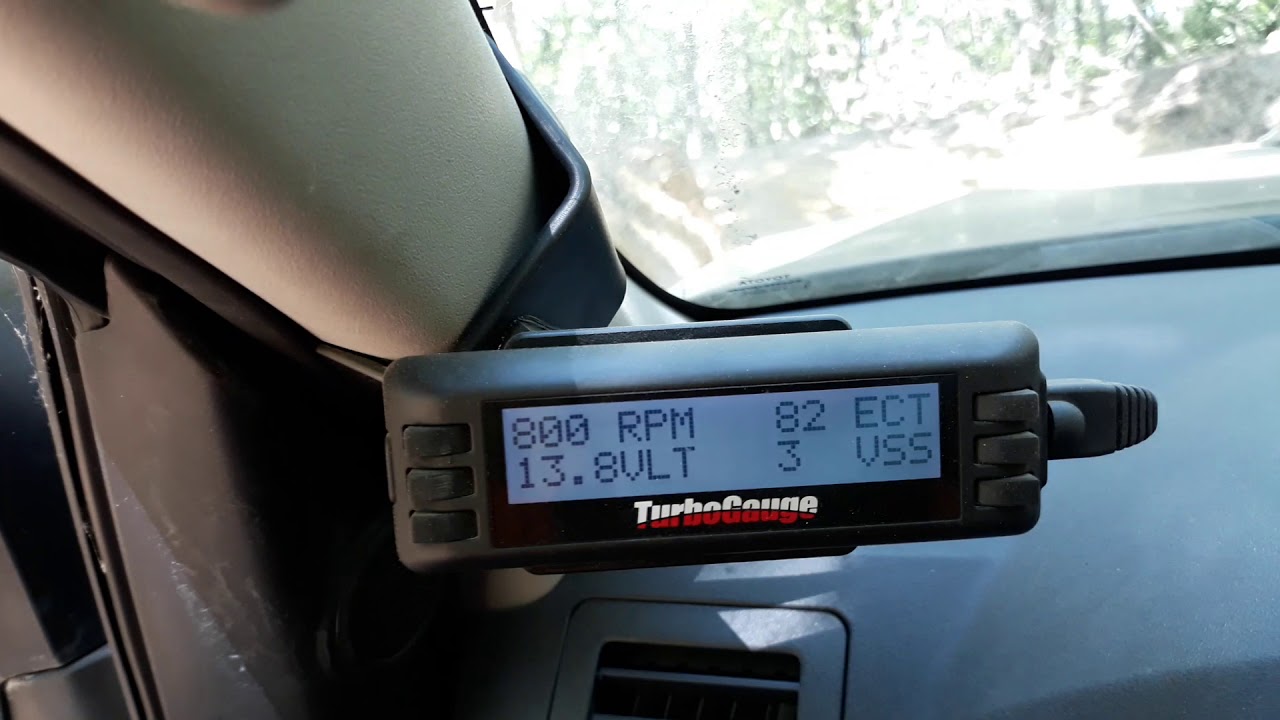 800 RPM 82 ECT
13.8VLT 3 VSS
TurboGauge